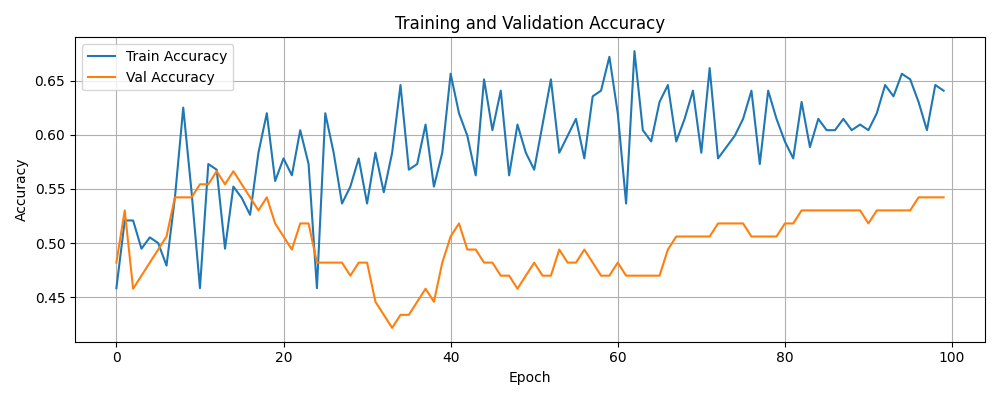 Training and Validation Accuracy
Train Accuracy
Val Accuracy
0.65
0.60
0.55
0.50
0.45
Accuracy
0 20 40 60 80 100
Epoch